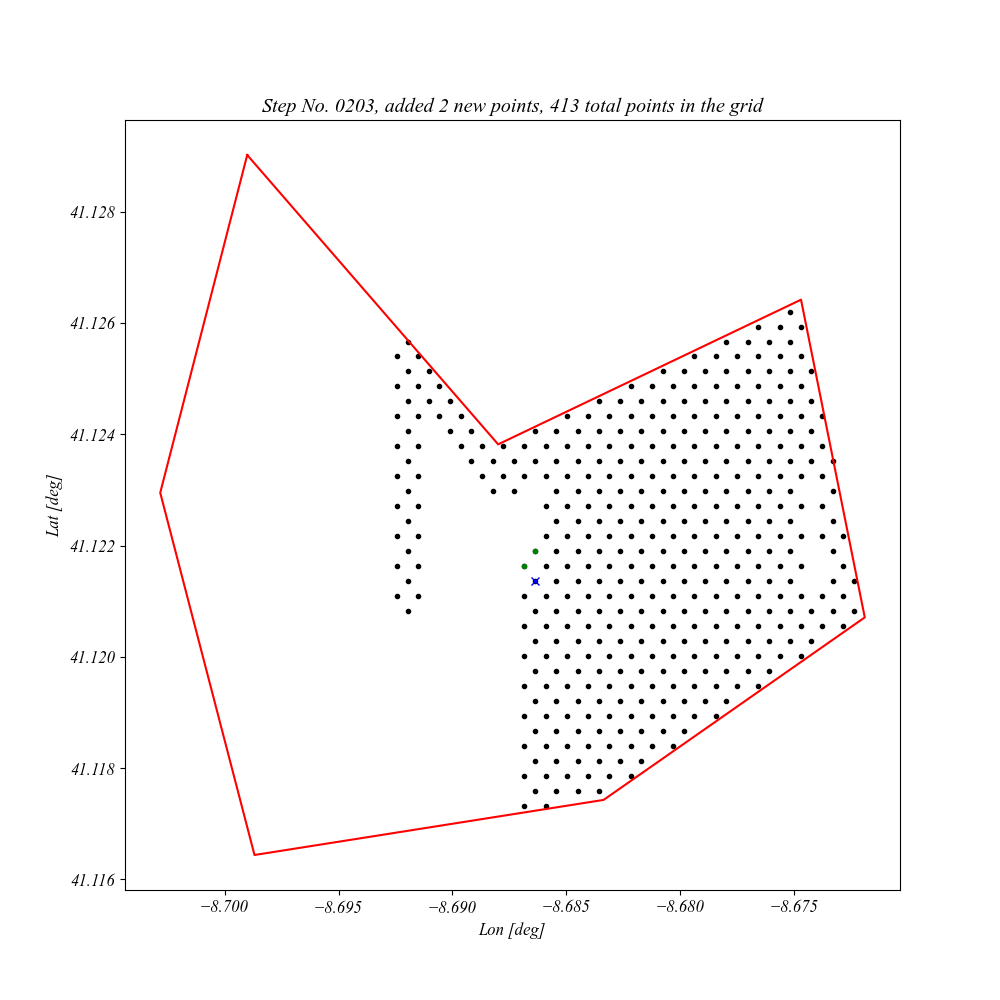 Step No. 0203, added 2 new points, 413 total points in the grid
41.128
41.126
41.124
41.122
41.120
41.118
41.116
Lat [deg]
−8.700 −8.695 −8.690 −8.685 −8.680 −8.675
Lon [deg]